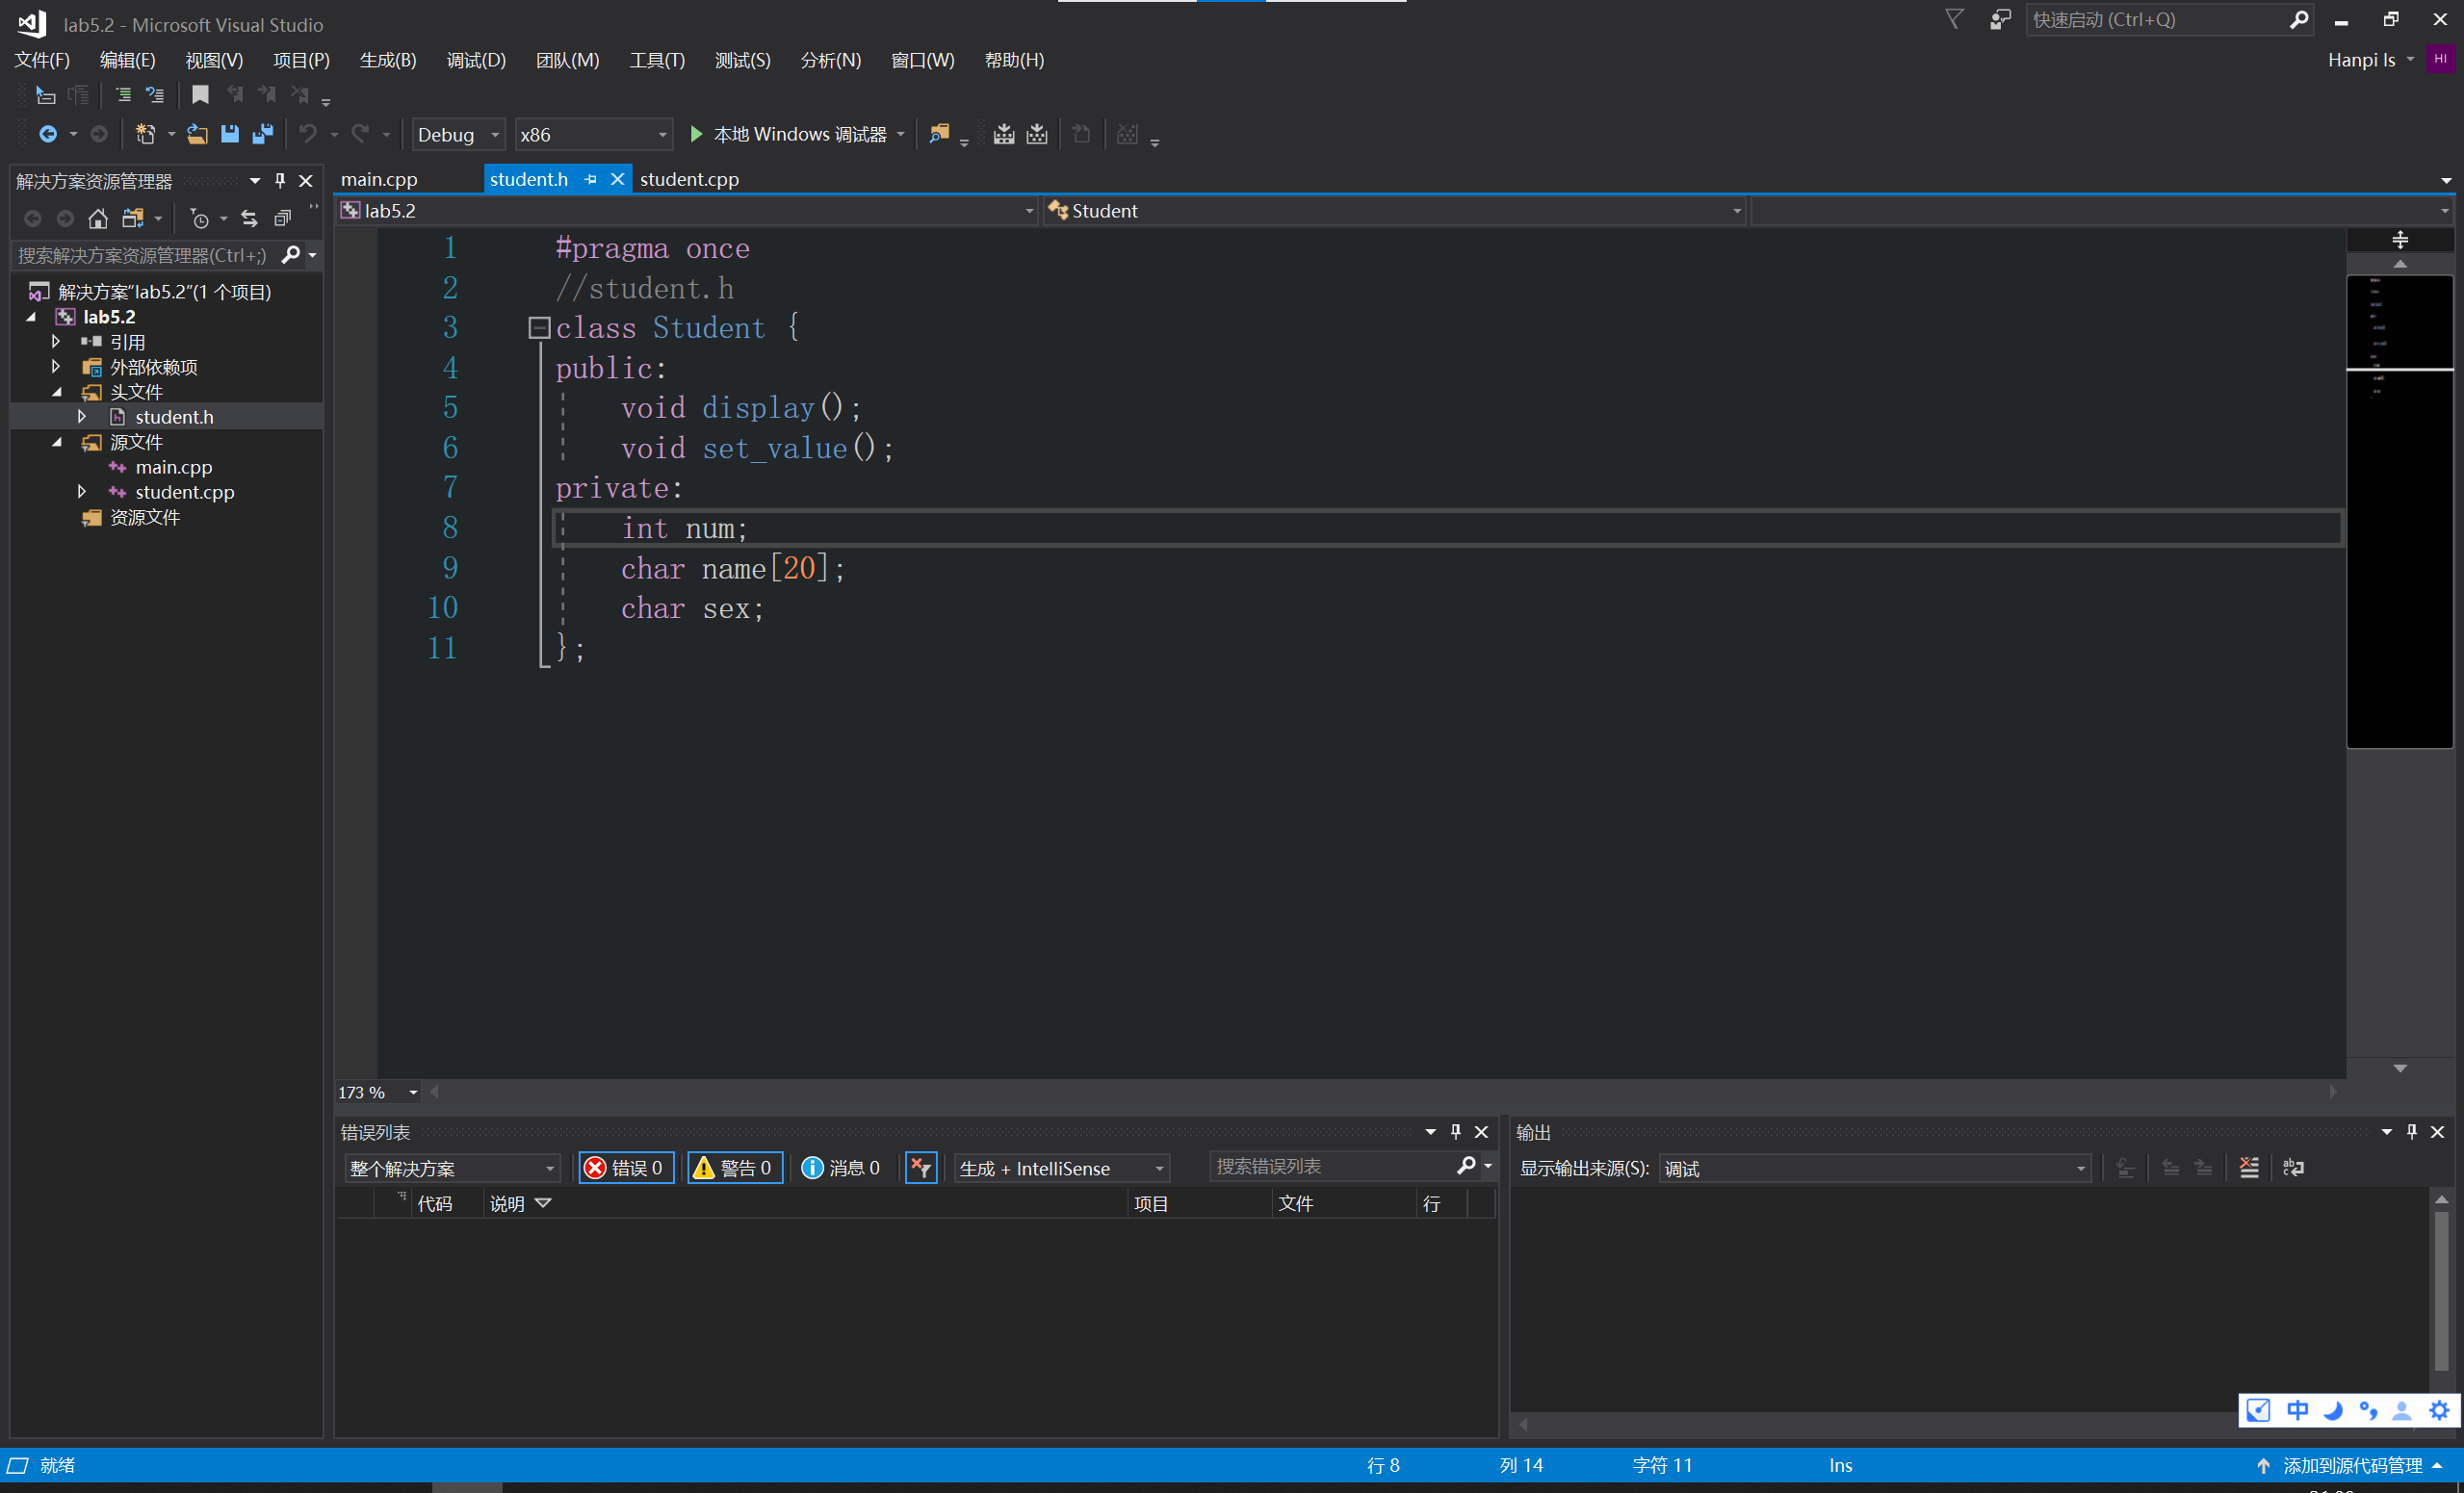 lab5.2 - Microsoft Visual Studio
快速启动 (Ctrl+Q)
文件(F) 编辑(E) 视图(V) 项目(P) 生成(B) 调试(D) 团队(M) 工具(T) 测试(S) 分析(N) 窗口(W) 帮助(H)
Hanpi ls
HI
Debug x86 本地 Windows 调试器
解决方案资源管理器
main.cpp student.h student.cpp
lab5.2 Student
搜索解决方案资源管理器(Ctrl+;)
解决方案“lab5.2”(1 个项目)
lab5.2
引用
外部依赖项
头文件
student.h
源文件
main.cpp
student.cpp
资源文件
1 #pragma once
2 //student.h
3 class Student {
4 public:
5 void display();
6 void set_value();
7 private:
8 int num;
9 char name[20];
10 char sex;
11 };
173 %
错误列表
整个解决方案 错误 0 警告 0 消息 0 生成 + IntelliSense 搜索错误列表
代码 说明 项目 文件 行
输出
显示输出来源(S): 调试
中
就绪 行 8 列 14 字符 11 Ins 添加到源代码管理